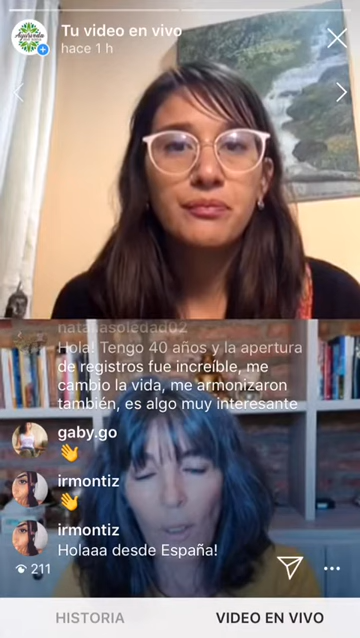 Tu video en vivo
hace 1 h
Ayurveda
nataliasoledad02
Hola! Tengo 40 años y la apertura
de registros fue increíble, me
cambio la vida, me armonizaron
también, es algo muy interesante
gaby.go
👋
irmontiz
👋
irmontiz
Holaaa desde España!
211
HISTORIA
VIDEO EN VIVO